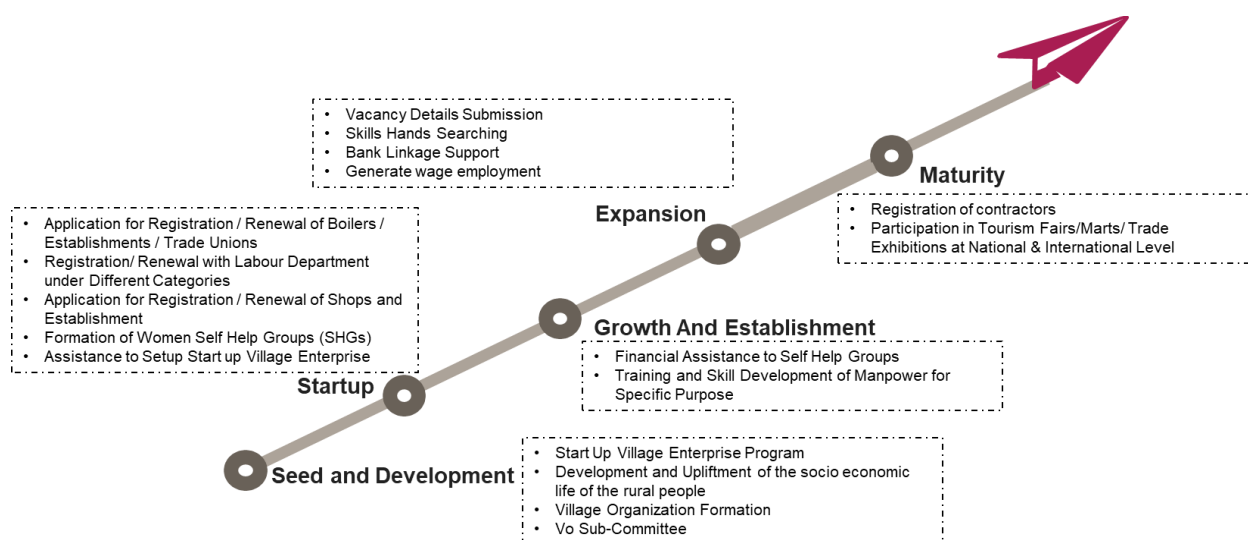 • Vacancy Details Submission
• Skills Hands Searching
• Bank Linkage Support
• Generate wage employment
Maturity
• Registration of contractors
• Participation in Tourism Fairs/Marts/ Trade
Exhibitions at National & International Level
Expansion
• Application for Registration / Renewal of Boilers /
Establishments / Trade Unions
• Registration/ Renewal with Labour Department
under Different Categories
• Application for Registration / Renewal of Shops and
Establishment
• Formation of Women Self Help Groups (SHGs)
• Assistance to Setup Start up Village Enterprise
Growth And Establishment
• Financial Assistance to Self Help Groups
• Training and Skill Development of Manpower for
Specific Purpose
Startup
Seed and Development
• Start Up Village Enterprise Program
• Development and Upliftment of the socio economic
life of the rural people
• Village Organization Formation
• Vo Sub-Committee